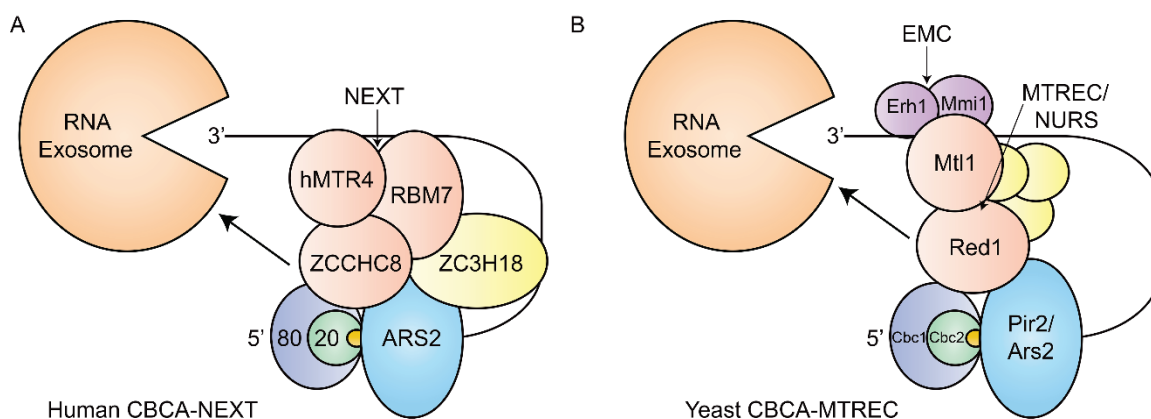 A
RNA
Exosome
3’
NEXT
hMTR4
RBM7
ZCCHC8
ZC3H18
5’
80
20
ARS2
Human CBCA-NEXT
B
RNA
Exosome
3’
EMC
Erh1
Mmi1
MTREC/
NURS
Mtl1
Red1
5’
Cbc1
Cbc2
Pir2/
Ars2
Yeast CBCA-MTREC